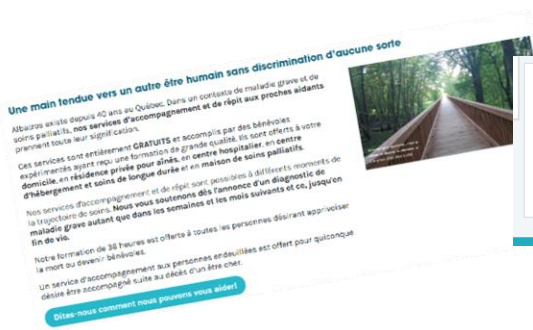 Une main tendue vers un autre être humain sans discrimination d'aucune sorte
Albatros existe depuis 40 ans au Québec. Dans un contexte de maladie grave et de
soins palliatifs, nos services d'accompagnement et de répit aux proches aidants
prennent toute leur signification.
Ces services sont entièrement GRATUITS et accomplis par des bénévoles
expérimentés ayant reçu une formation de grande qualité. Ils sont offerts à votre
domicile, en résidence privée pour aînés, en centre hospitalier, en centre
d'hébergement et soins de longue durée et en maison de soins palliatifs.
Nos services d'accompagnement et de répit sont possibles à différents moments de
la trajectoire de soins. Nous vous soutenons dès l'annonce d'un diagnostic de
maladie grave autant que dans les semaines et les mois suivants et ce, jusqu'en
fin de vie.
Notre formation de 36 heures est offerte à toutes les personnes désirant apprivoiser
la mort ou devenir bénévoles.
Un service d'accompagnement aux personnes endeuillées est offert pour quiconque
désire être accompagné suite au décès d'un être cher.
Dites-nous comment nous pouvons vous aider!